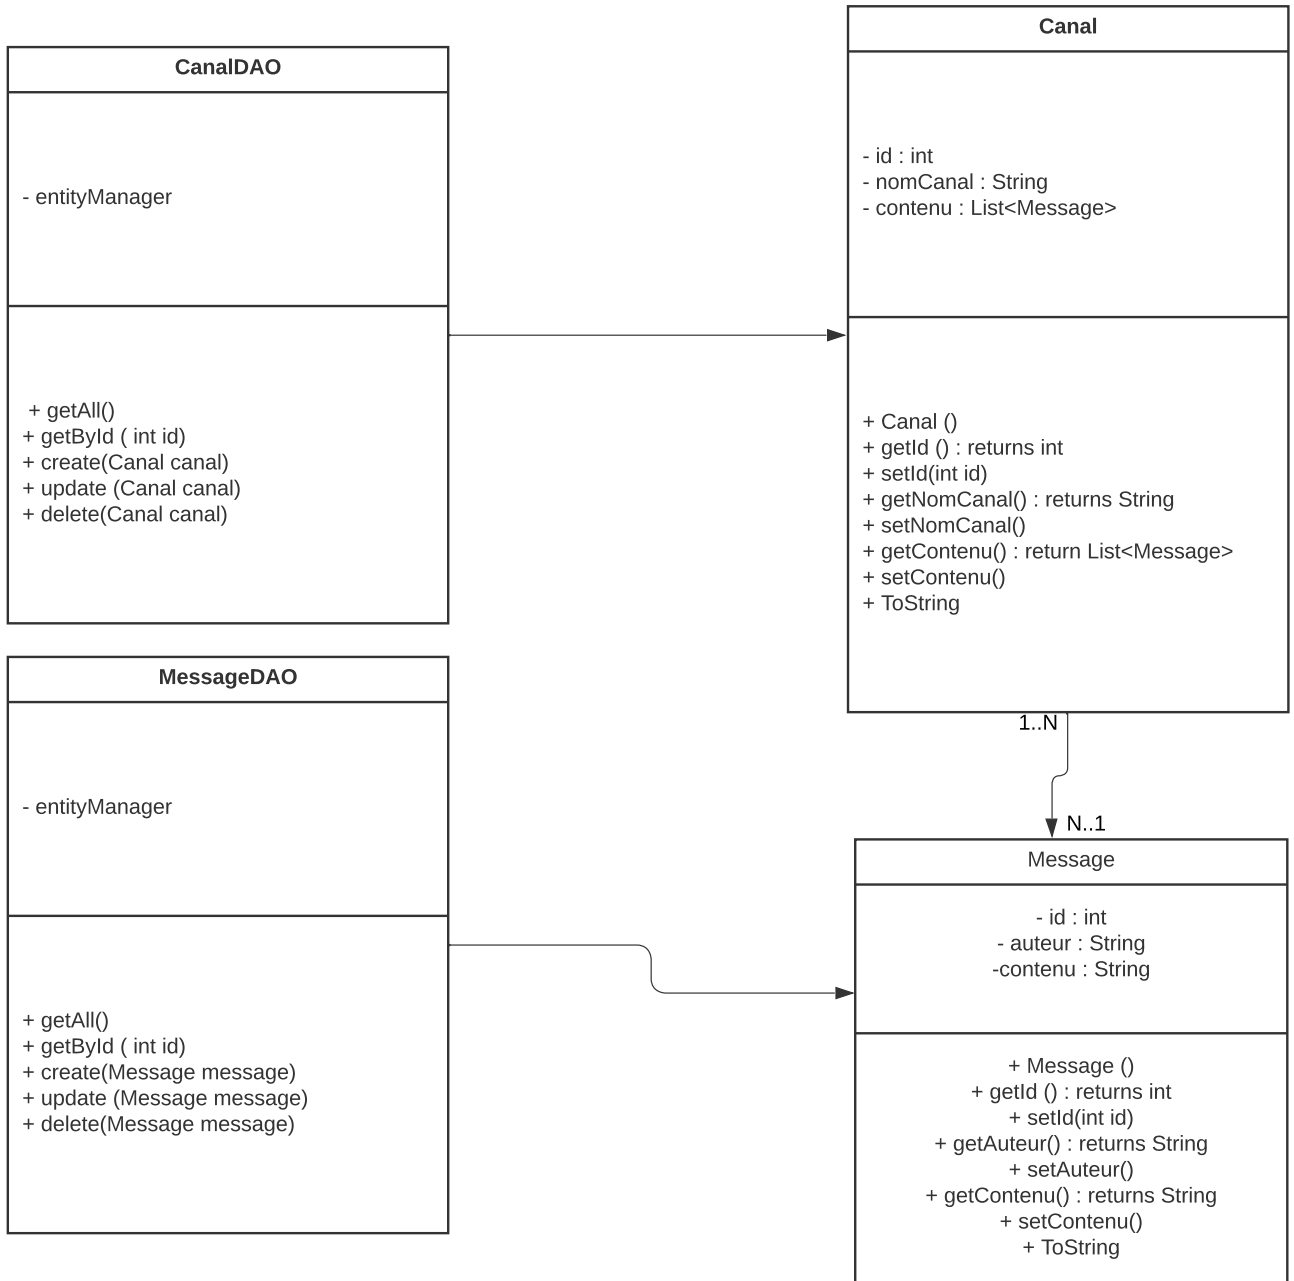 CanalDAO
- entityManager
+ getAll()
+ getById ( int id)
+ create(Canal canal)
+ update (Canal canal)
+ delete(Canal canal)
Canal
- id : int
- nomCanal : String
- contenu : List<Message>
+ Canal ()
+ getId () : returns int
+ setId(int id)
+ getNomCanal() : returns String
+ setNomCanal()
+ getContenu() : return List<Message>
+ setContenu()
+ ToString
1..N
N..1
MessageDAO
- entityManager
+ getAll()
+ getById ( int id)
+ create(Message message)
+ update (Message message)
+ delete(Message message)
Message
- id : int
- auteur : String
-contenu : String
+ Message ()
+ getId () : returns int
+ setId(int id)
+ getAuteur() : returns String
+ setAuteur()
+ getContenu() : returns String
+ setContenu()
+ ToString